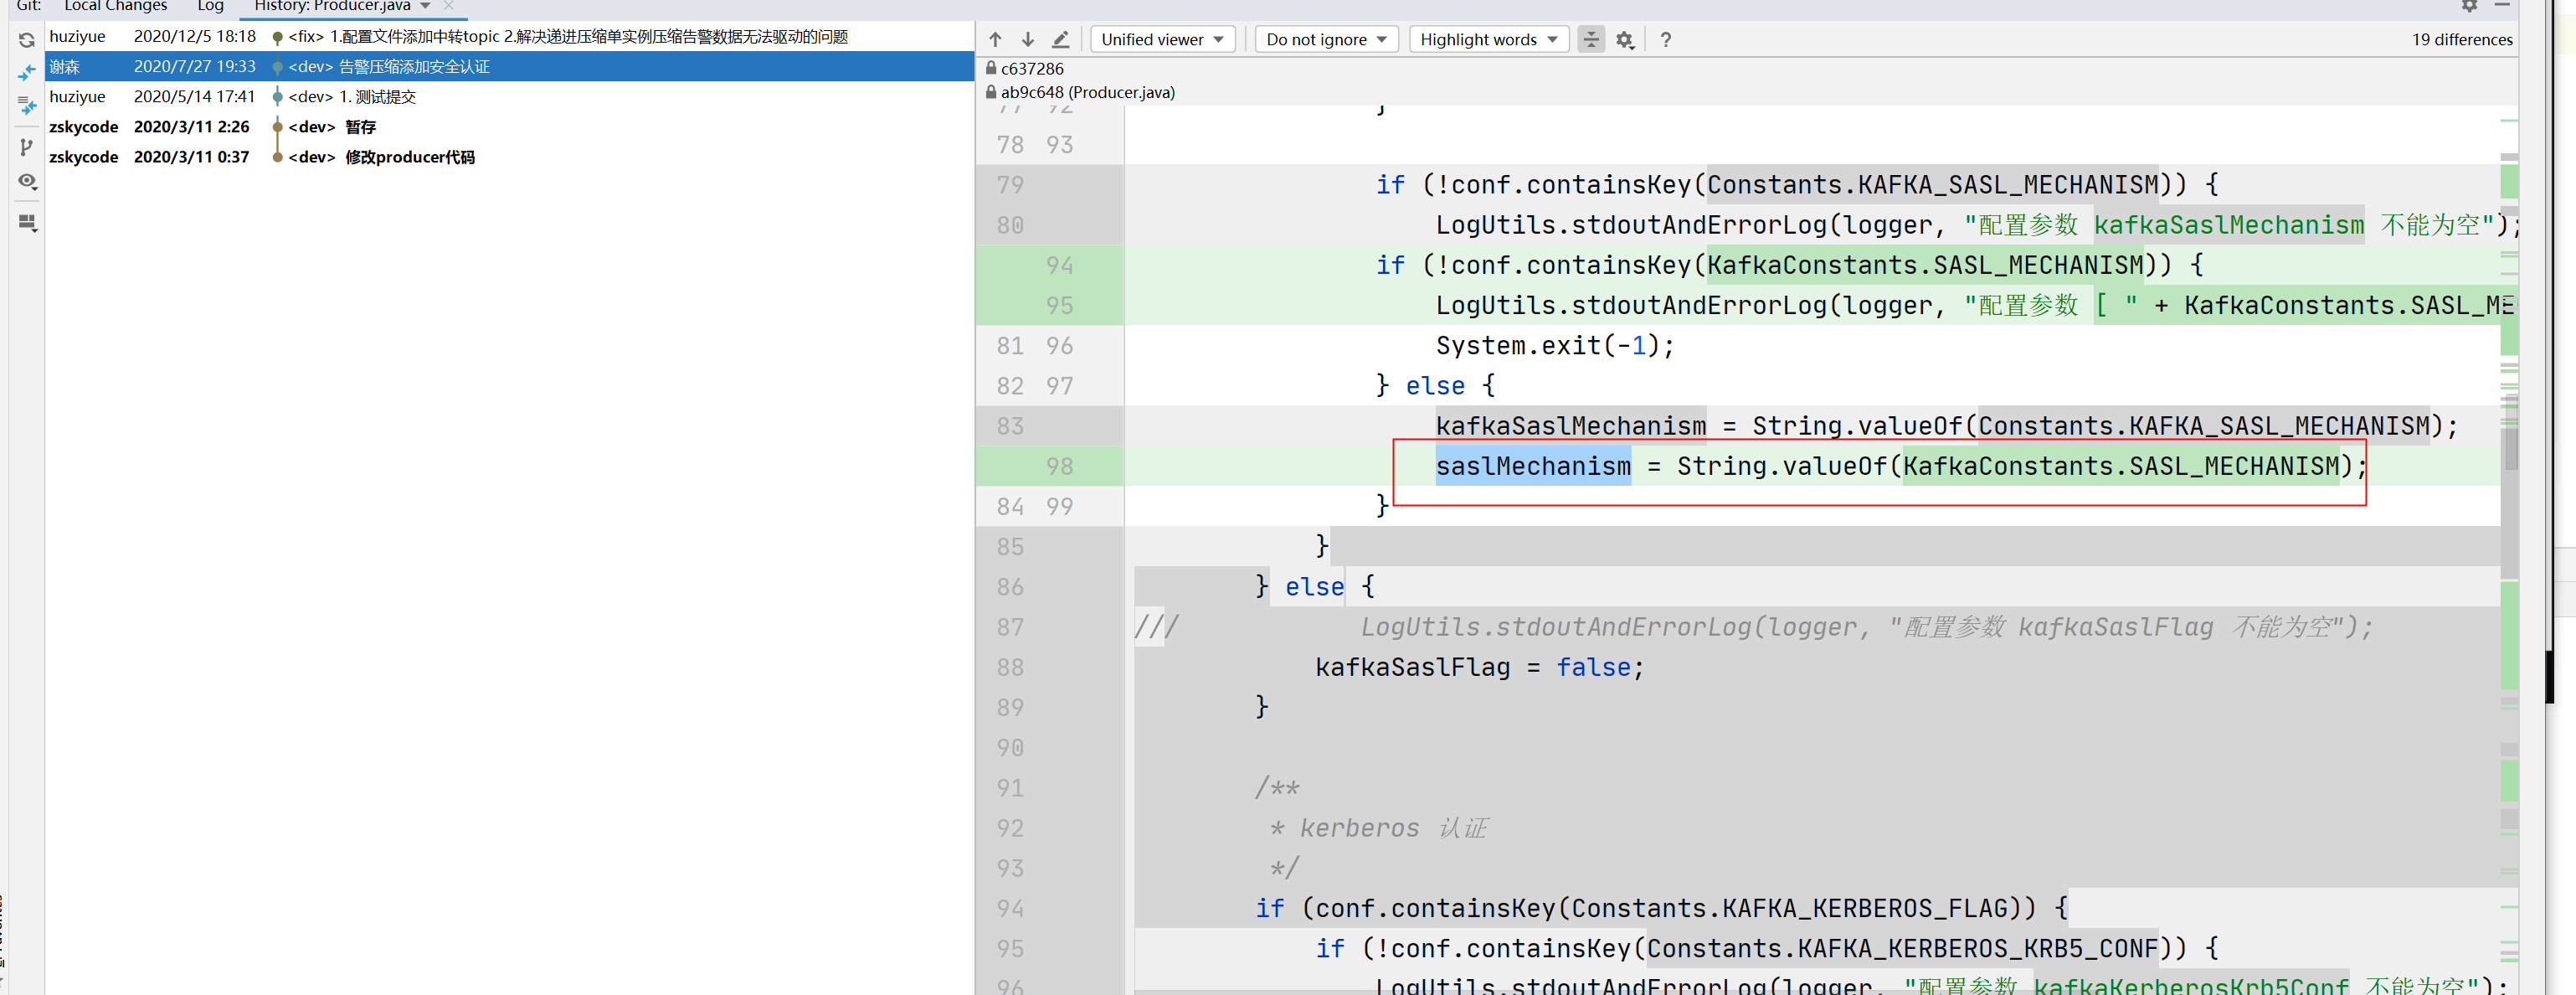 Git: Local Changes Log History: Producer.java
huziyue 2020/12/5 18:18 <fix> 1.配置文件添加中转topic 2.解决递进压缩单实例压缩告警数据无法驱动的问题
谢森 2020/7/27 19:33 <dev> 告警压缩添加安全认证
huziyue 2020/5/14 17:41 <dev> 1. 测试提交
zskycode 2020/3/11 2:26 <dev> 暂存
zskycode 2020/3/11 0:37 <dev> 修改producer代码
Unified viewer Do not ignore Highlight words ? 19 differences
c637286
ab9c648 (Producer.java)
77 92 }
78 93
79 if (!conf.containsKey(Constants.KAFKA_SASL_MECHANISM)) {
80 LogUtils.stdoutAndErrorLog(logger, "配置参数 kafkaSaslMechanism 不能为空");
94 if (!conf.containsKey(KafkaConstants.SASL_MECHANISM)) {
95 LogUtils.stdoutAndErrorLog(logger, "配置参数 [ " + KafkaConstants.SASL_ME
81 96 System.exit(-1);
82 97 } else {
83 kafkaSaslMechanism = String.valueOf(Constants.KAFKA_SASL_MECHANISM);
98 saslMechanism = String.valueOf(KafkaConstants.SASL_MECHANISM);
84 99 }
85 }
86 } else {
87 /// LogUtils.stdoutAndErrorLog(logger, "配置参数 kafkaSaslFlag 不能为空");
88 kafkaSaslFlag = false;
89 }
90
91 /**
92 * kerberos 认证
93 */
94 if (conf.containsKey(Constants.KAFKA_KERBEROS_FLAG)) {
95 if (!conf.containsKey(Constants.KAFKA_KERBEROS_KRB5_CONF)) {
96 LogUtils.stdoutAndErrorLog(logger, "配置参数 kafkaKerberosKrb5Conf 不能为空");